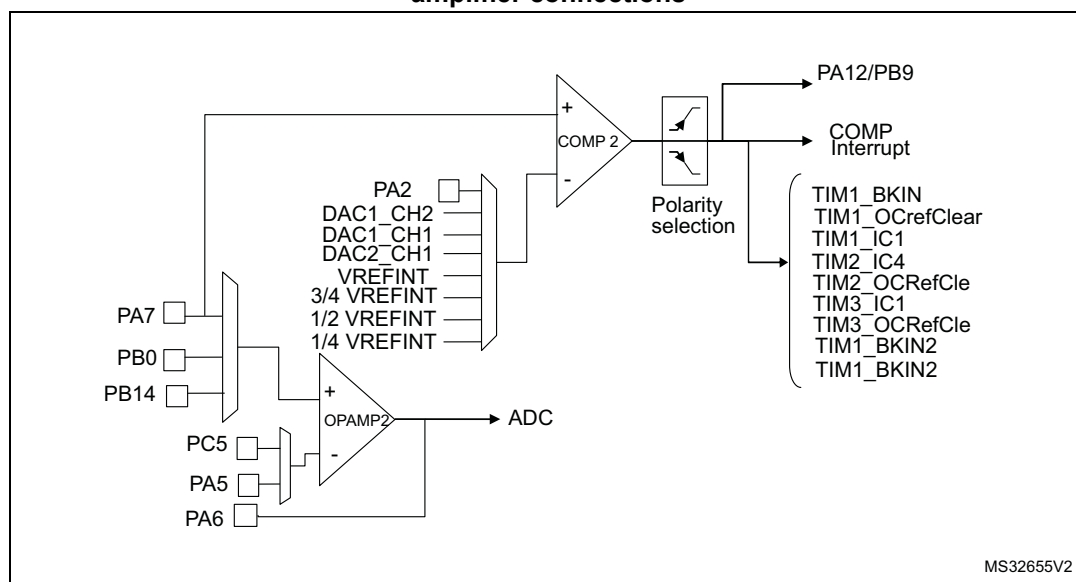 amplifier connections
PA12/PB9
+
COMP 2
-
COMP
Interrupt
Polarity
selection
PA2
DAC1_CH2
DAC1_CH1
DAC2_CH1
VREFINT
3/4 VREFINT
1/2 VREFINT
1/4 VREFINT
TIM1_BKIN
TIM1_OCrefClear
TIM1_IC1
TIM2_IC4
TIM2_OCRefCle
TIM3_IC1
TIM3_OCRefCle
TIM1_BKIN2
TIM1_BKIN2
PA7
PB0
PB14
+
OPAMP2
-
ADC
PC5
PA5
PA6
MS32655V2